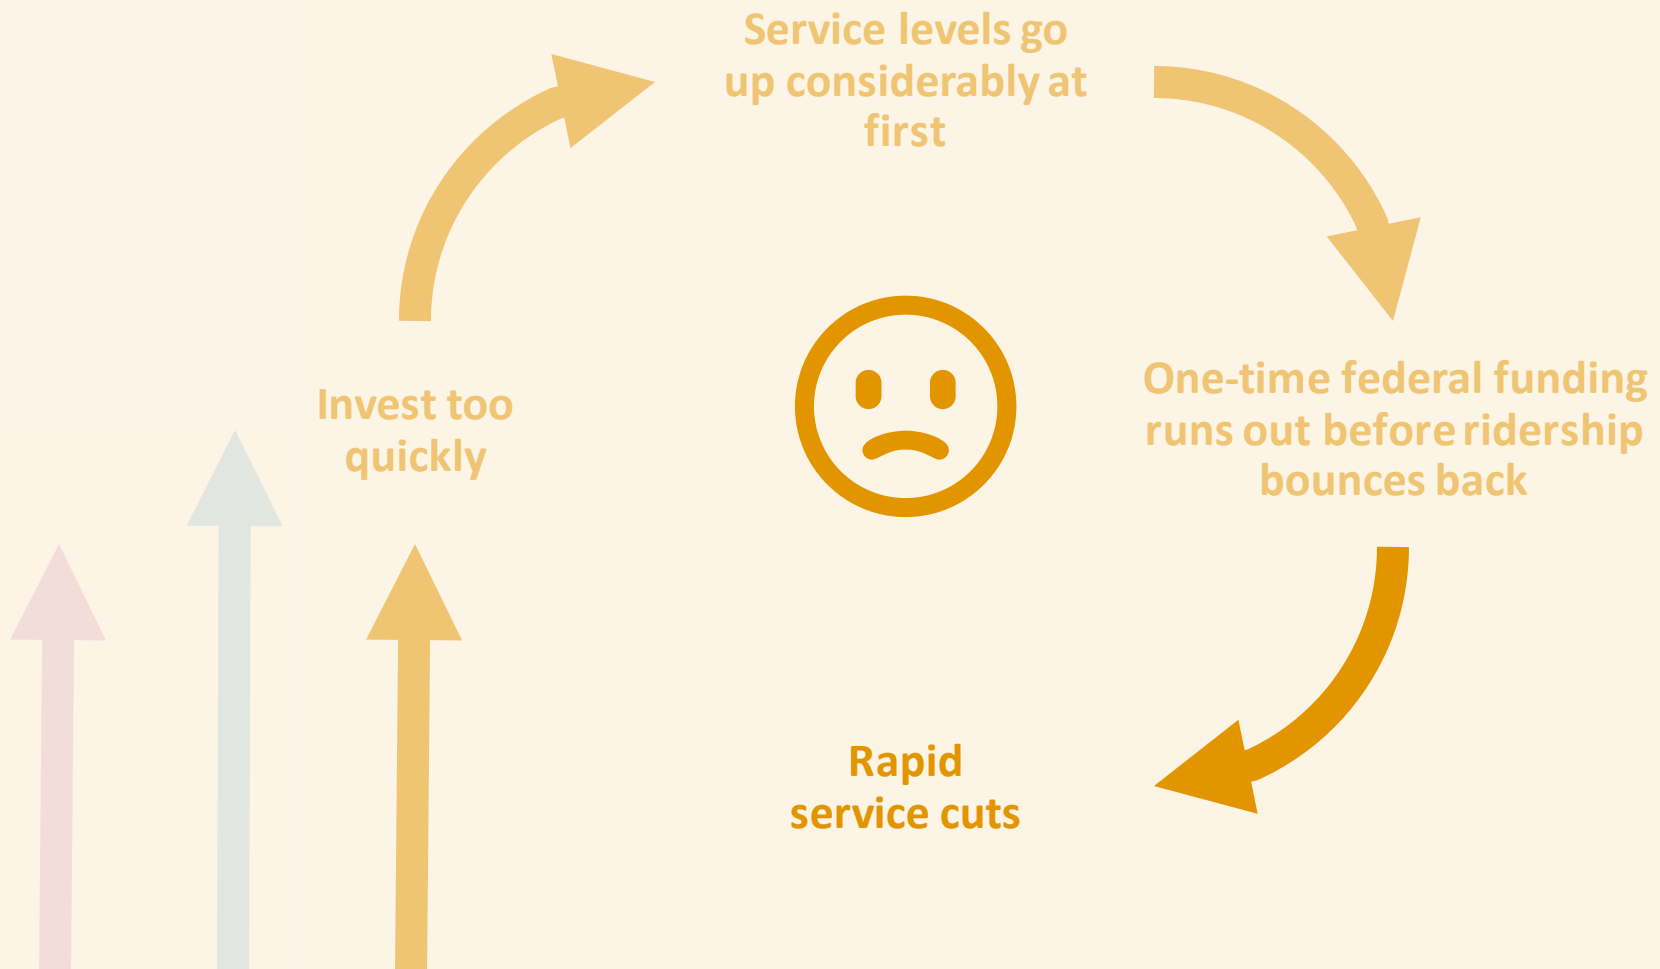 Service levels go
up considerably at
first
Invest too
quickly
One-time federal funding
runs out before ridership
bounces back
Rapid
service cuts